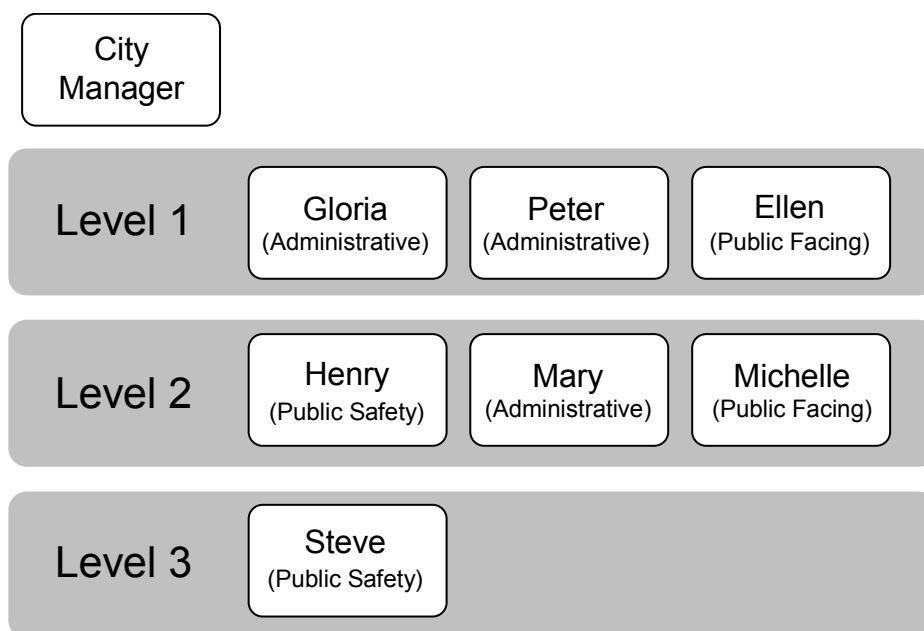 City
Manager
Level 1
Gloria
(Administrative)
Peter
(Administrative)
Ellen
(Public Facing)
Level 2
Henry
(Public Safety)
Mary
(Administrative)
Michelle
(Public Facing)
Level 3
Steve
(Public Safety)